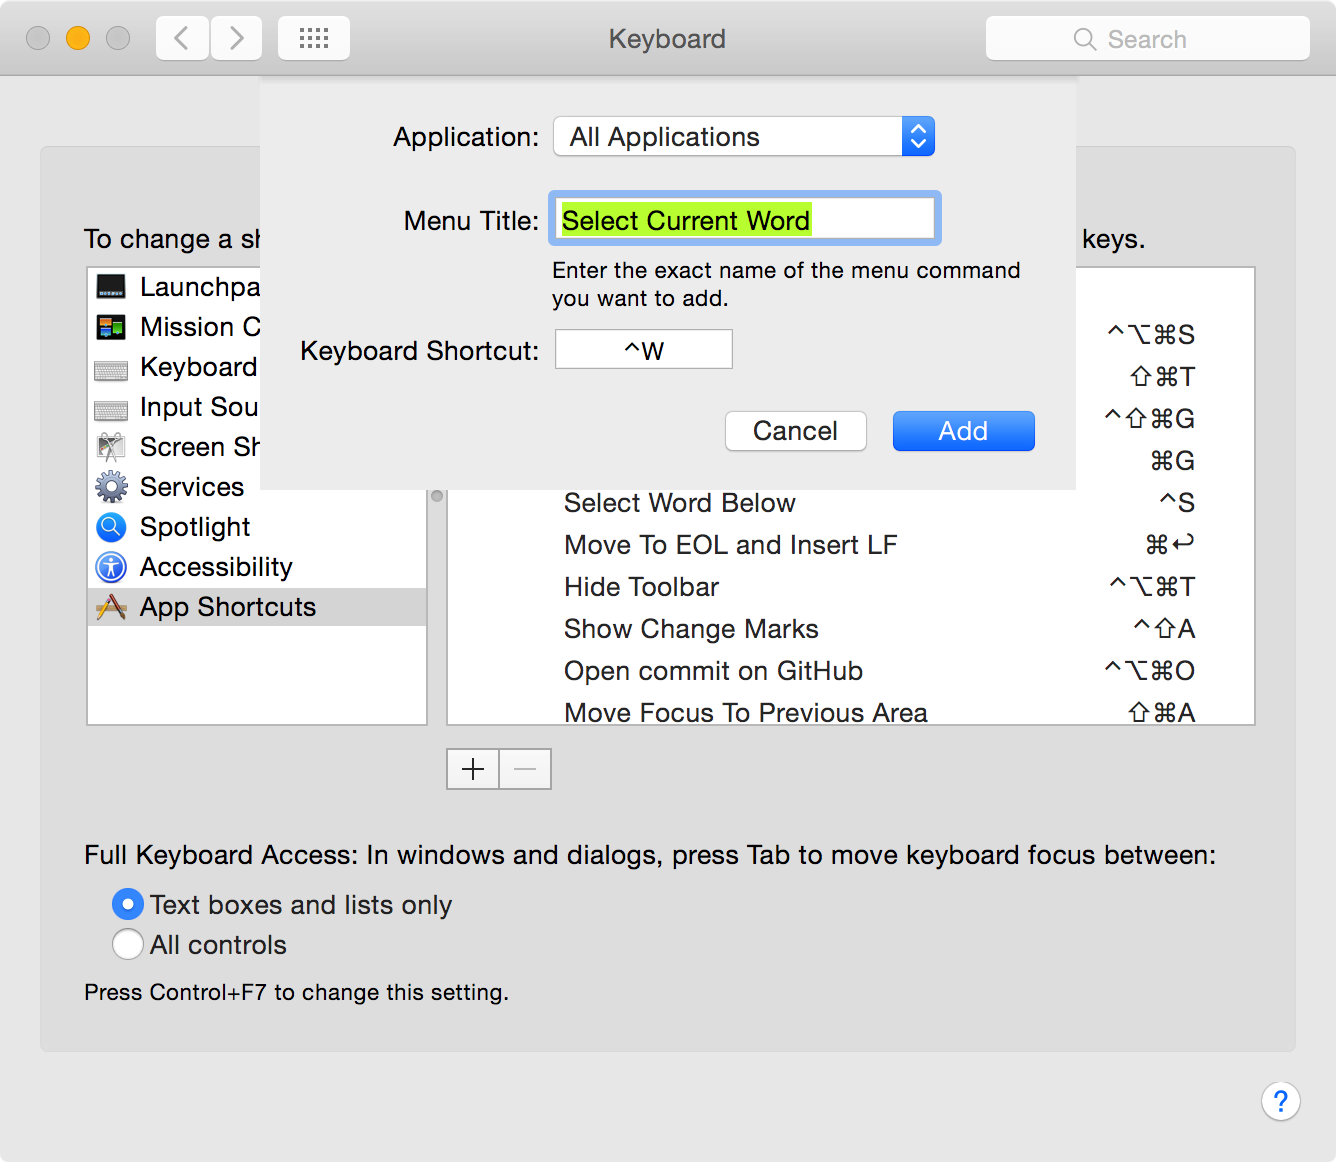 Keyboard
Search
Application: All Applications
Menu Title: Select Current Word
Enter the exact name of the menu command
you want to add.
Keyboard Shortcut: ^W
Cancel Add
To change a sh
keys.
Launchpa
Mission C
Keyboard
Input Sou
Screen Sh
Services
Spotlight
Accessibility
App Shortcuts
^⌥⌘S
⇧⌘T
^⇧⌘G
⌘G
Select Word Below ^S
Move To EOL and Insert LF ⌘↩
Hide Toolbar ^⌥⌘T
Show Change Marks ^⇧A
Open commit on GitHub ^⌥⌘O
Move Focus To Previous Area ⇧⌘A
+ −
Full Keyboard Access: In windows and dialogs, press Tab to move keyboard focus between:
Text boxes and lists only
All controls
Press Control+F7 to change this setting.
?